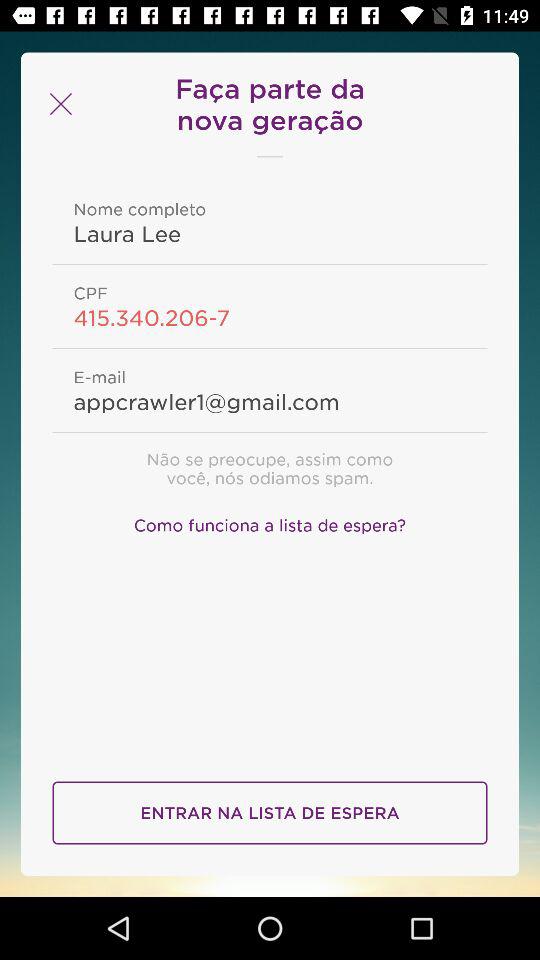 11:49
Faça parte da
nova geração
Nome completo
Laura Lee
CPF
415.340.206-7
E-mail
appcrawler1@gmail.com
Não se preocupe, assim como
você, nós odiamos spam.
Como funciona a lista de espera?
ENTRAR NA LISTA DE ESPERA